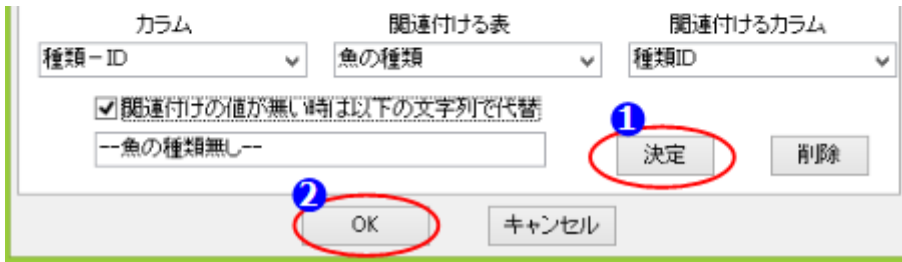 カラム 関連付ける表 関連付けるカラム
種類-ID 魚の種類 種類ID
関連付けの値が無い時は以下の文字列で代替
1
--魚の種類無し-- 決定 削除
2
OK キャンセル